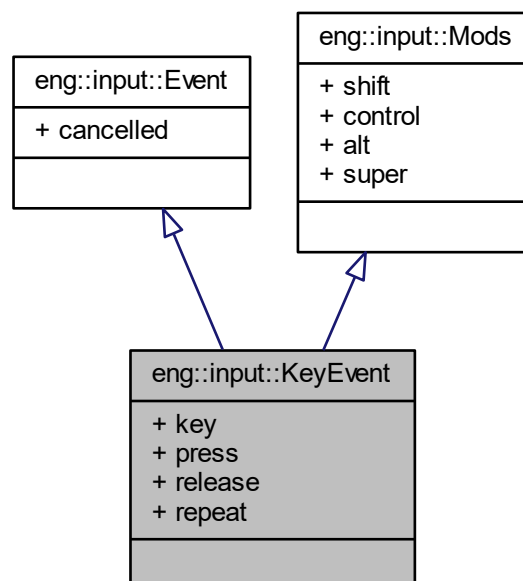 eng::input::Mods
+ shift
+ control
+ alt
+ super
eng::input::Event
+ cancelled
eng::input::KeyEvent
+ key
+ press
+ release
+ repeat